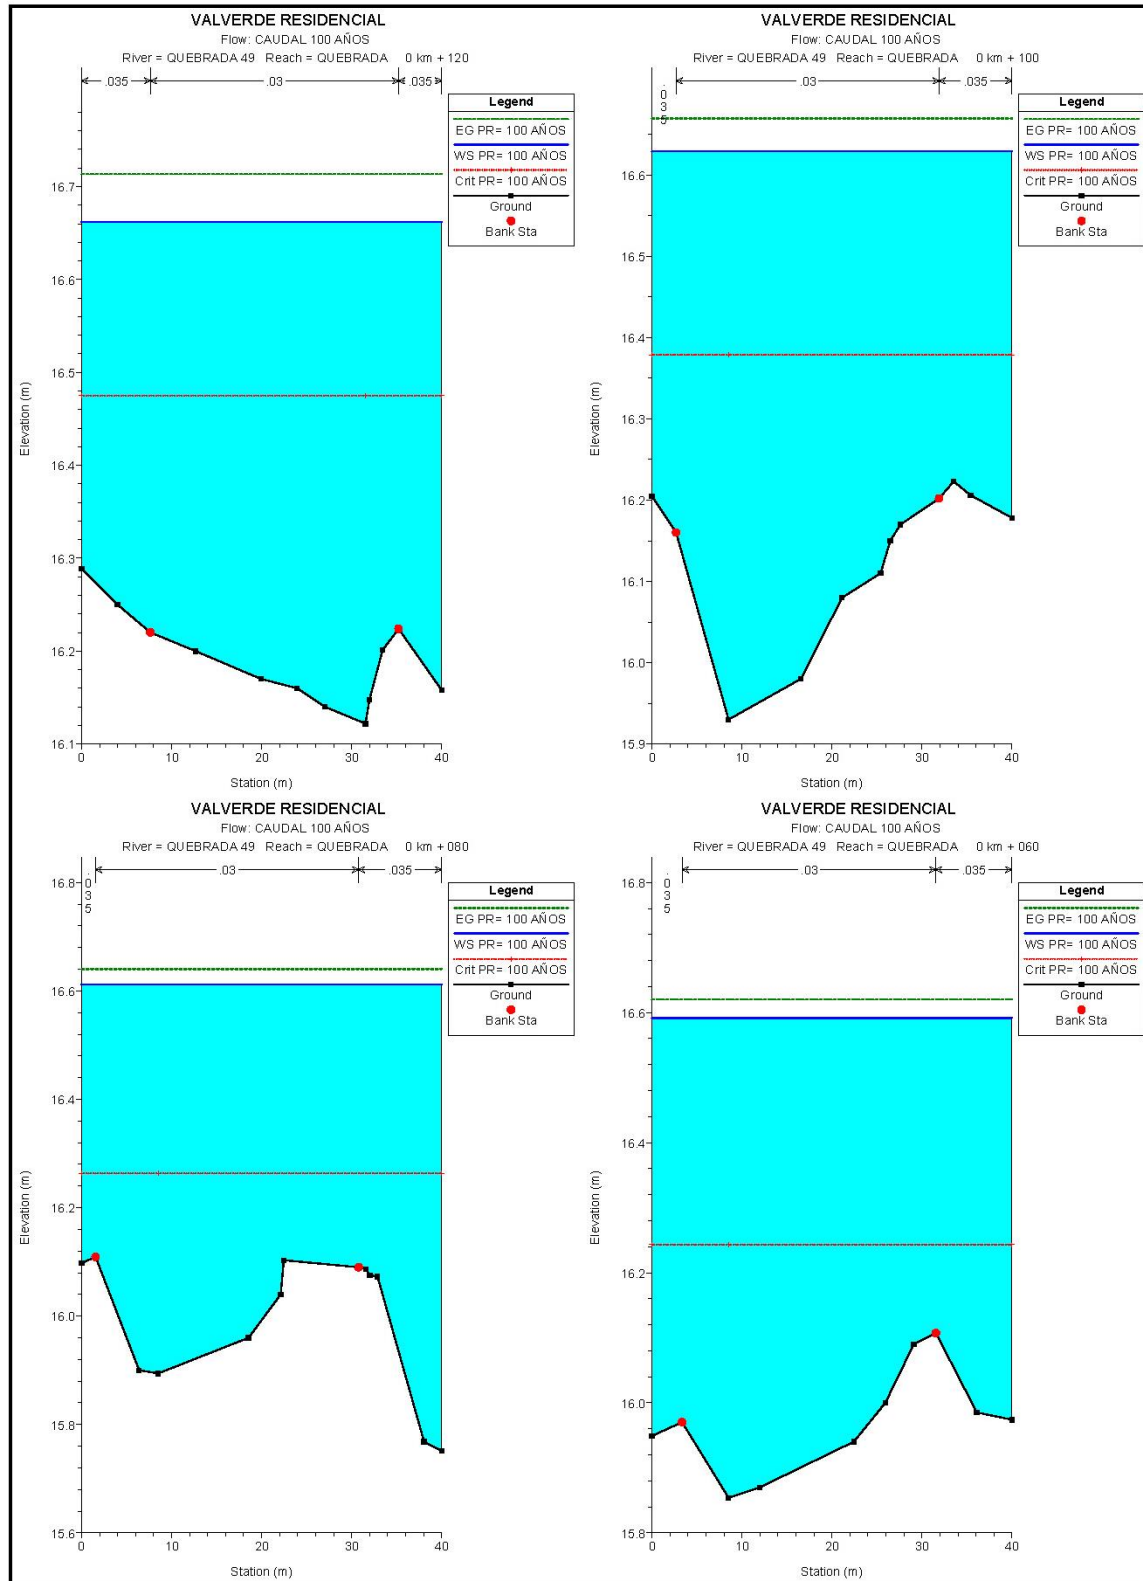 VALVERDE RESIDENCIAL
Flow: CAUDAL 100 AÑOS
River = QUEBRADA 49 Reach = QUEBRADA 0 km + 120
.035 .03 .035
Legend
EG PR= 100 AÑOS
WS PR= 100 AÑOS
Crit PR= 100 AÑOS
Ground
Bank Sta
16.7
16.6
16.5
16.4
16.3
16.2
16.1
Elevation (m)
0 10 20 30 40
Station (m)
VALVERDE RESIDENCIAL
Flow: CAUDAL 100 AÑOS
River = QUEBRADA 49 Reach = QUEBRADA 0 km + 100
.035 .03 .035
Legend
EG PR= 100 AÑOS
WS PR= 100 AÑOS
Crit PR= 100 AÑOS
Ground
Bank Sta
16.6
16.5
16.4
16.3
16.2
16.1
16.0
15.9
Elevation (m)
0 10 20 30 40
Station (m)
VALVERDE RESIDENCIAL
Flow: CAUDAL 100 AÑOS
River = QUEBRADA 49 Reach = QUEBRADA 0 km + 080
.035 .03 .035
Legend
EG PR= 100 AÑOS
WS PR= 100 AÑOS
Crit PR= 100 AÑOS
Ground
Bank Sta
16.8
16.6
16.4
16.2
16.0
15.8
15.6
Elevation (m)
0 10 20 30 40
Station (m)
VALVERDE RESIDENCIAL
Flow: CAUDAL 100 AÑOS
River = QUEBRADA 49 Reach = QUEBRADA 0 km + 060
.035 .03 .035
Legend
EG PR= 100 AÑOS
WS PR= 100 AÑOS
Crit PR= 100 AÑOS
Ground
Bank Sta
16.8
16.6
16.4
16.2
16.0
15.8
Elevation (m)
0 10 20 30 40
Station (m)